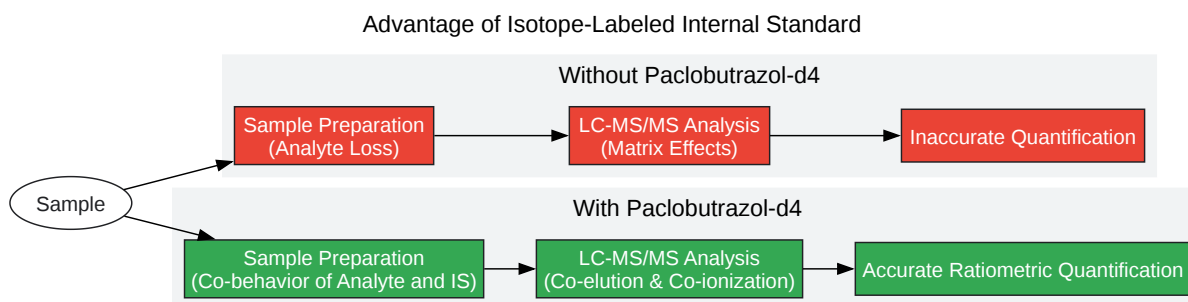 Advantage of Isotope-Labeled Internal Standard
Without Paclobutrazol-d4
Sample Preparation
(Analyte Loss)
LC-MS/MS Analysis
(Matrix Effects)
Inaccurate Quantification
Sample
With Paclobutrazol-d4
Sample Preparation
(Co-behavior of Analyte and IS)
LC-MS/MS Analysis
(Co-elution & Co-ionization)
Accurate Ratiometric Quantification